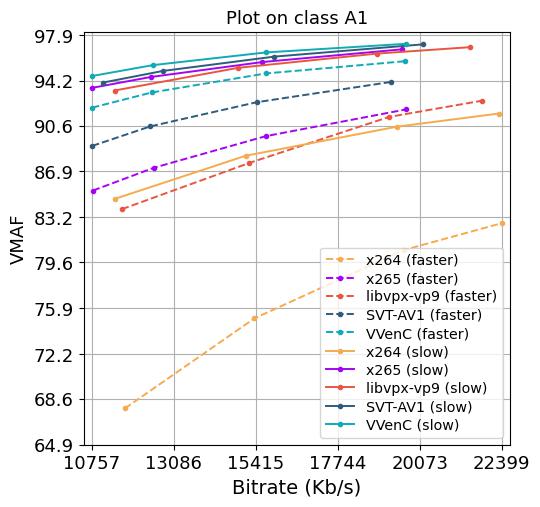 Plot on class A1
VMAF
97.9
94.2
90.6
86.9
83.2
79.6
75.9
72.2
68.6
64.9
x264 (faster)
x265 (faster)
libvpx-vp9 (faster)
SVT-AV1 (faster)
VVenC (faster)
x264 (slow)
x265 (slow)
libvpx-vp9 (slow)
SVT-AV1 (slow)
VVenC (slow)
10757 13086 15415 17744 20073 22399
Bitrate (Kb/s)